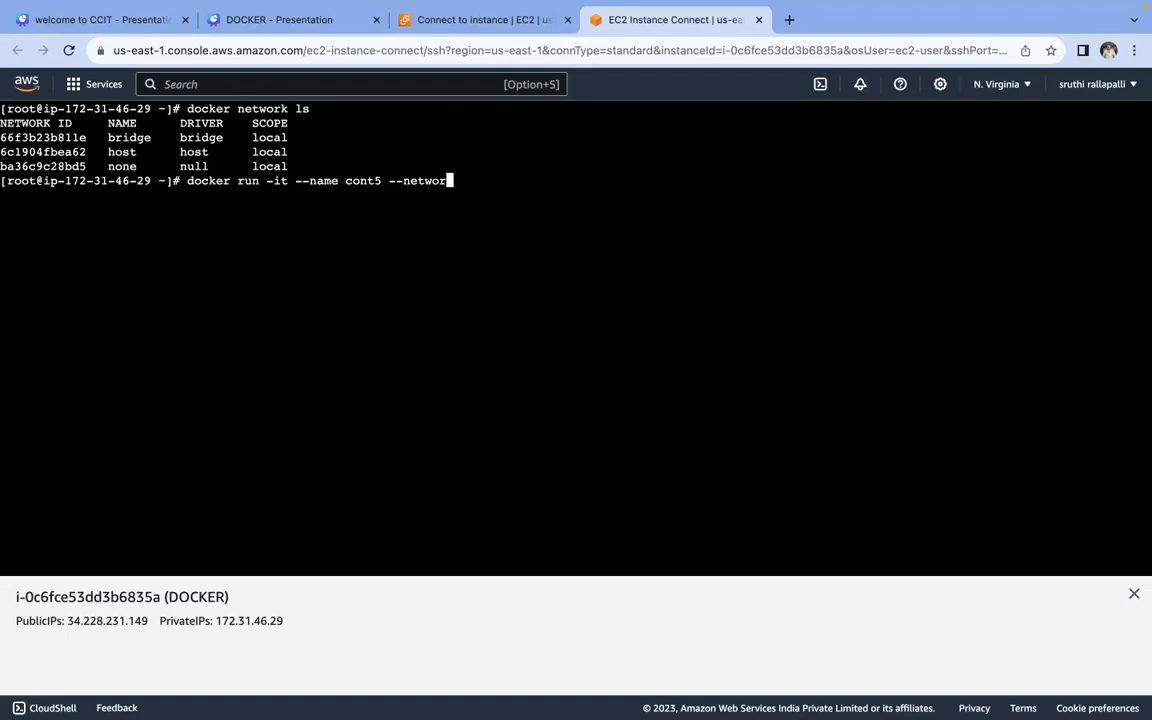 welcome to CCIT - Presentati
DOCKER - Presentation
Connect to instance | EC2 | us
EC2 Instance Connect | us-ea
us-east-1.console.aws.amazon.com/ec2-instance-connect/ssh?region=us-east-1&connType=standard&instanceId=i-0c6fce53dd3b6835a&osUser=ec2-user&sshPort=...
aws
Services
Search
[Option+S]
N. Virginia
sruthi rallapalli
[root@ip-172-31-46-29 ~]# docker network ls
NETWORK ID NAME DRIVER SCOPE
66f3b23b811e bridge bridge local
6c1904fbea62 host host local
ba36c9c28bd5 none null local
[root@ip-172-31-46-29 ~]# docker run -it --name cont5 --networ
i-0c6fce53dd3b6835a (DOCKER)
PublicIPs: 34.228.231.149 PrivateIPs: 172.31.46.29
CloudShell
Feedback
© 2023, Amazon Web Services India Private Limited or its affiliates.
Privacy
Terms
Cookie preferences